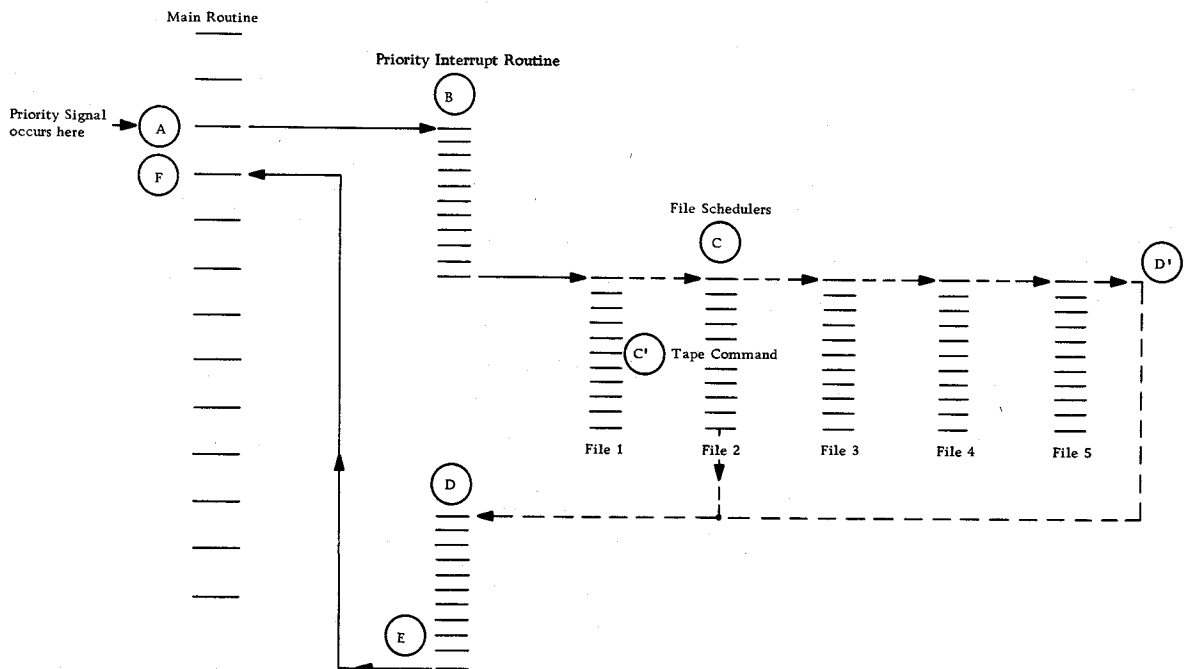 Main Routine
Priority Interrupt Routine
B
Priority Signal
occurs here
A
F
File Schedulers
C
D'
C' Tape Command
File 1 File 2 File 3 File 4 File 5
D
E